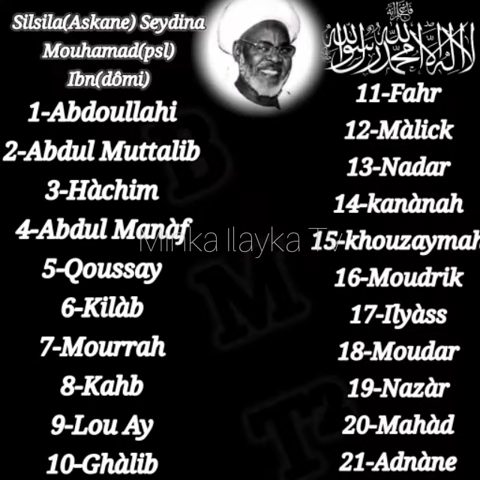 Silsila(Askane) Seydina
Mouhamad(psl)
Ibn(dômi)
1-Abdoullahi
2-Abdul Muttalib
3-Hàchim
4-Abdul Manàf
5-Qoussay
6-Kilàb
7-Mourrah
8-Kahb
9-Lou Ay
10-Ghàlib
لا إله إلا الله محمد رسول الله
11-Fahr
12-Màlick
13-Nadar
14-kanànah
15-khouzaymah
16-Moudrik
17-Ilyàss
18-Moudar
19-Nazàr
20-Mahàd
21-Adnàne
Ilayka Tv
BMTZ